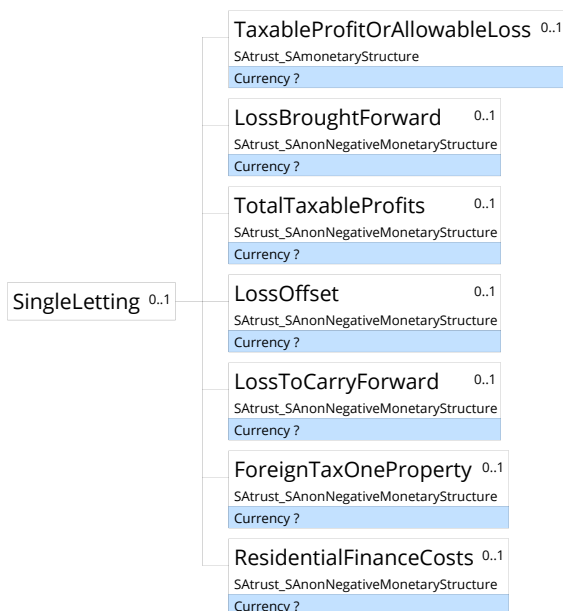 TaxableProfitOrAllowableLoss 0..1
SAtrust_SAmonetaryStructure
Currency ?
LossBroughtForward 0..1
SAtrust_SAnonNegativeMonetaryStructure
Currency ?
TotalTaxableProfits 0..1
SAtrust_SAnonNegativeMonetaryStructure
Currency ?
SingleLetting 0..1
LossOffset 0..1
SAtrust_SAnonNegativeMonetaryStructure
Currency ?
LossToCarryForward 0..1
SAtrust_SAnonNegativeMonetaryStructure
Currency ?
ForeignTaxOneProperty 0..1
SAtrust_SAnonNegativeMonetaryStructure
Currency ?
ResidentialFinanceCosts 0..1
SAtrust_SAnonNegativeMonetaryStructure
Currency ?